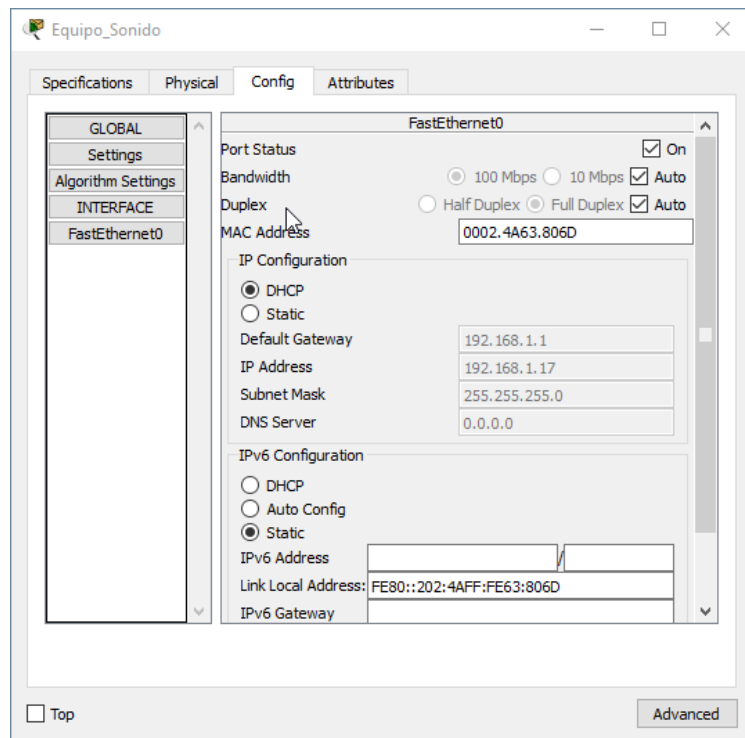 Equipo_Sonido
Specifications Physical Config Attributes
GLOBAL
Settings
Algorithm Settings
INTERFACE
FastEthernet0
FastEthernet0
Port Status On
Bandwidth 100 Mbps 10 Mbps Auto
Duplex Half Duplex Full Duplex Auto
MAC Address 0002.4A63.806D
IP Configuration
DHCP
Static
Default Gateway 192.168.1.1
IP Address 192.168.1.17
Subnet Mask 255.255.255.0
DNS Server 0.0.0.0
IPv6 Configuration
DHCP
Auto Config
Static
IPv6 Address /
Link Local Address: FE80::202:4AFF:FE63:806D
IPv6 Gateway
Top Advanced